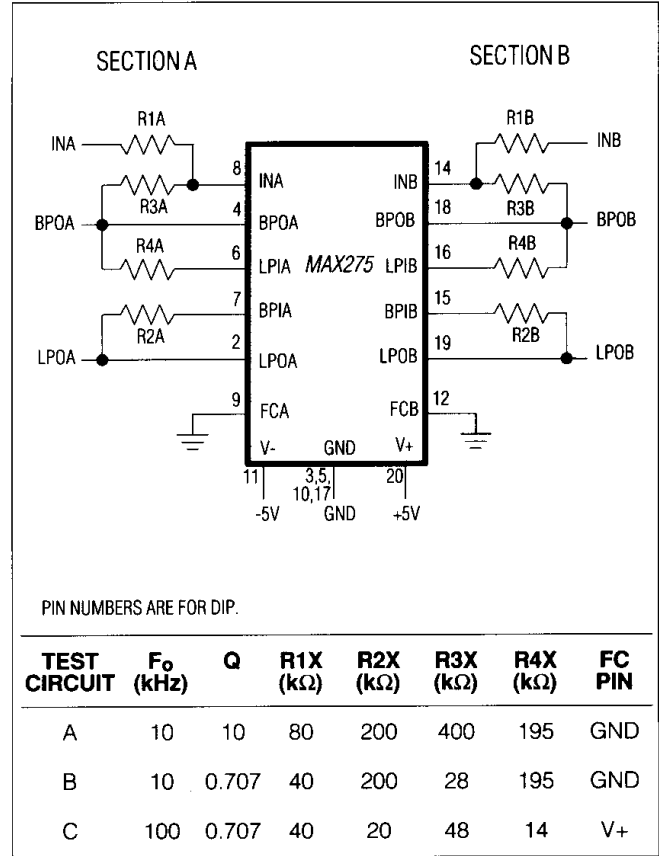 SECTION A
SECTION B
R1A
R1B
INA
INB
8
INA
INB
14
R3A
R3B
4
18
BPOA
BPOA
BPOB
BPOB
R4A
R4B
6
LPIA
MAX275
LPIB
16
7
BPIA
BPIB
15
R2A
R2B
2
19
LPOA
LPOA
LPOB
LPOB
9
FCA
FCB
12
V-
GND
V+
11
3,5,
10,17
20
-5V
GND
+5V
PIN NUMBERS ARE FOR DIP.
TEST CIRCUIT Fo (kHz) Q R1X (kΩ) R2X (kΩ) R3X (kΩ) R4X (kΩ) FC PIN
A 10 10 80 200 400 195 GND
B 10 0.707 40 200 28 195 GND
C 100 0.707 40 20 48 14 V+